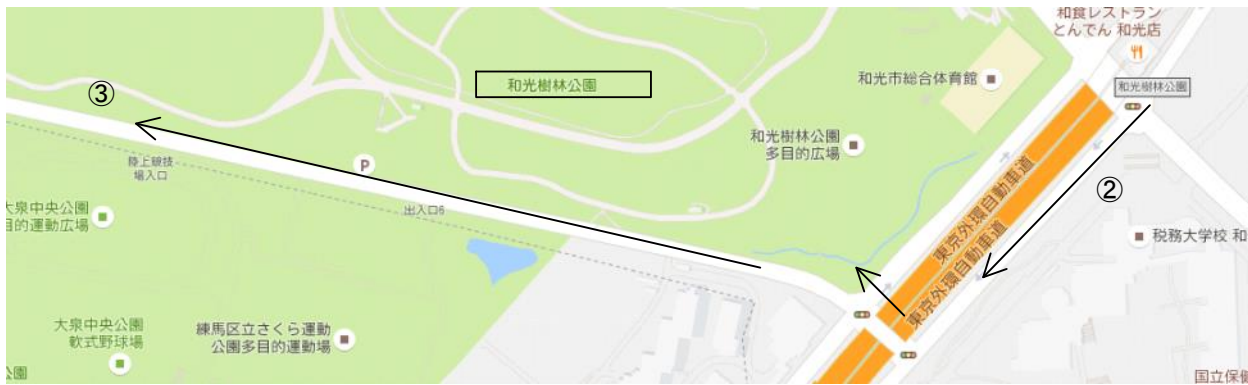 和食レストラン
とんでん 和光店
和光樹林公園
③
和光樹林公園
和光市総合体育館
和光樹林公園
多目的広場
陸上競技
場入口
P
②
出入口6
大泉中央公園
目的運動広場
東京外環自動車道
東京外環自動車道
税務大学校 和
大泉中央公園
軟式野球場
練馬区立さくら運動
公園多目的運動場
公園
国立保健